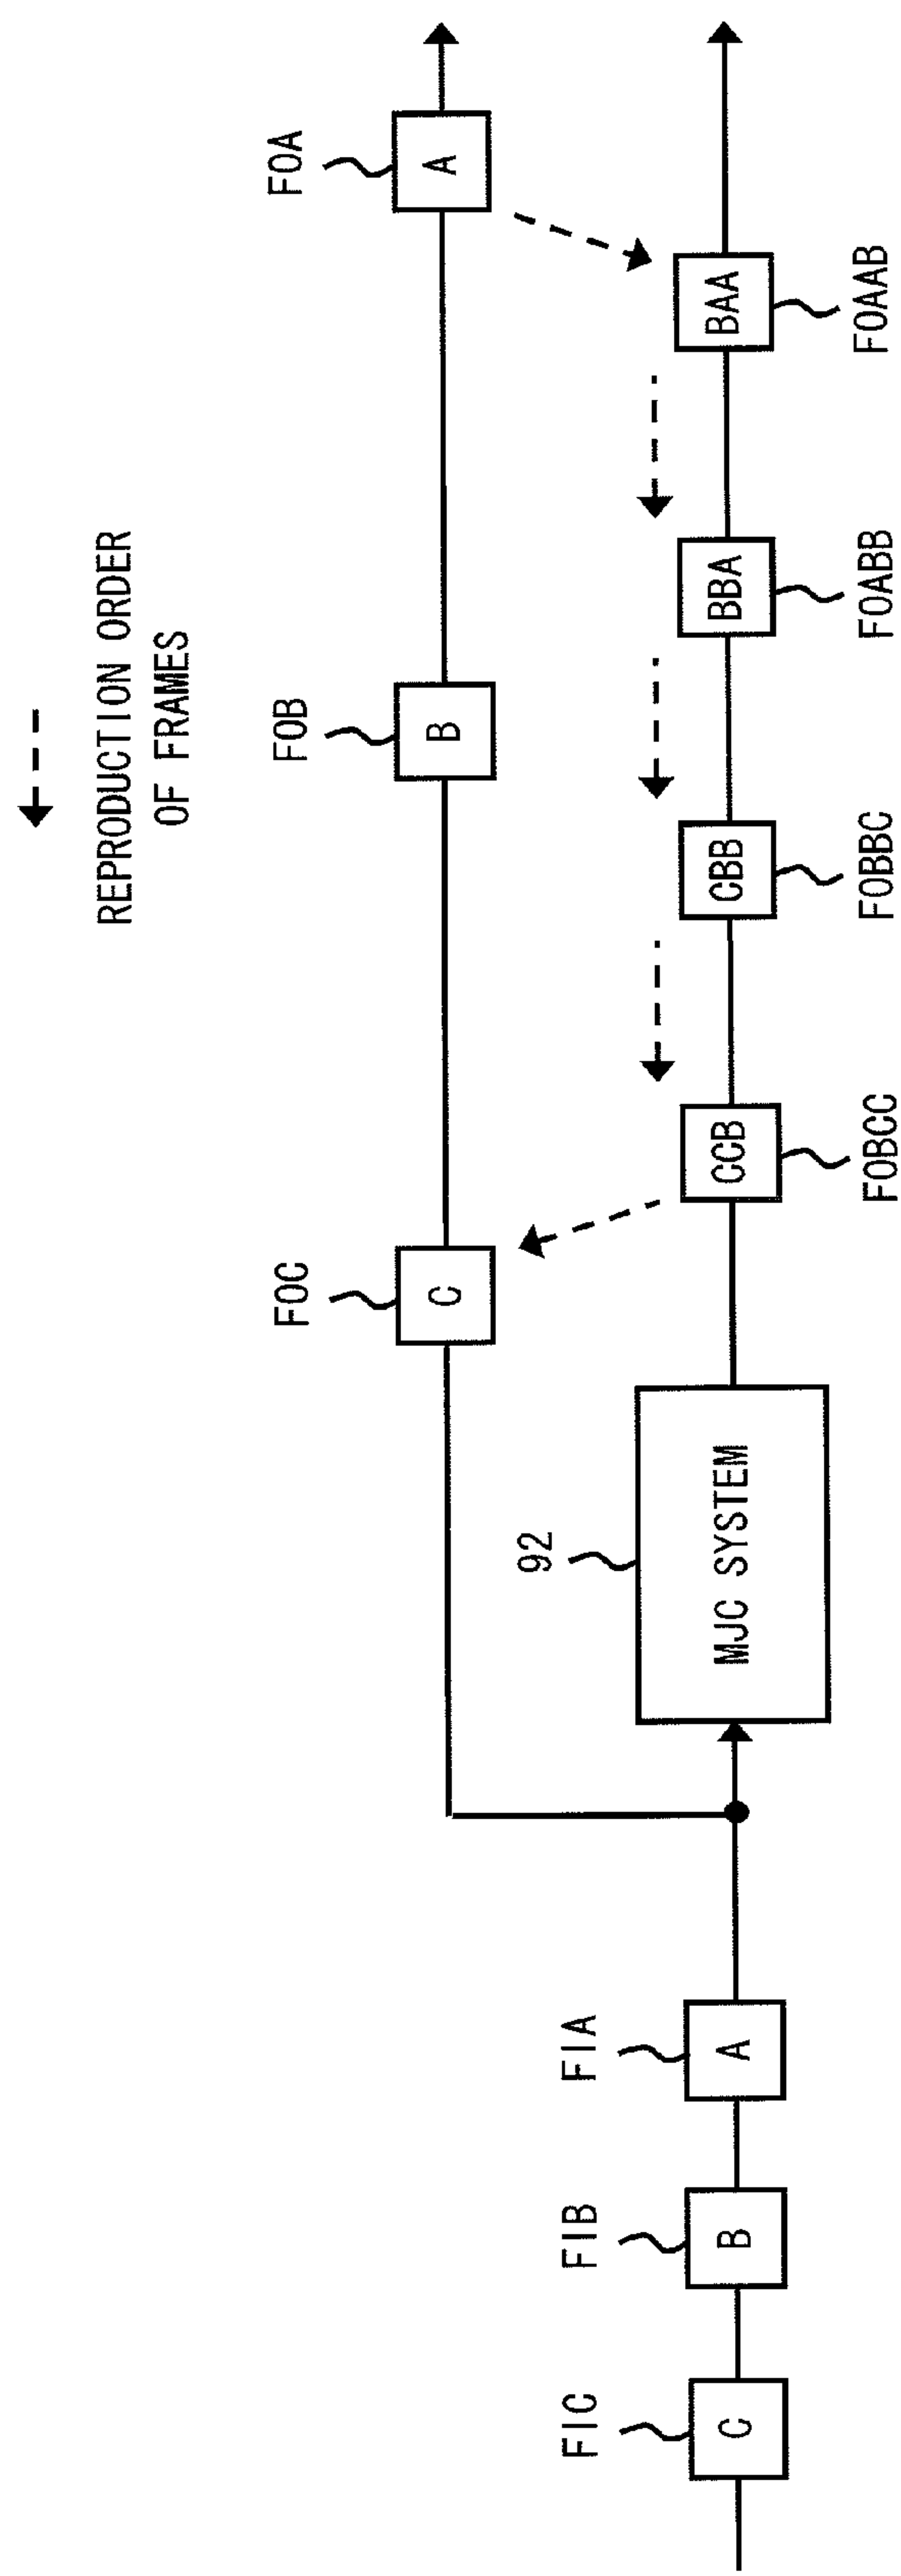 REPRODUCTION ORDER
OF FRAMES
FOC
FOB
FOA
C
B
A
FIC
FIB
FIA
92
C
B
A
MJC SYSTEM
CCB
CBB
BBA
BAA
FOBCC
FOBBC
FOABB
FOAAB